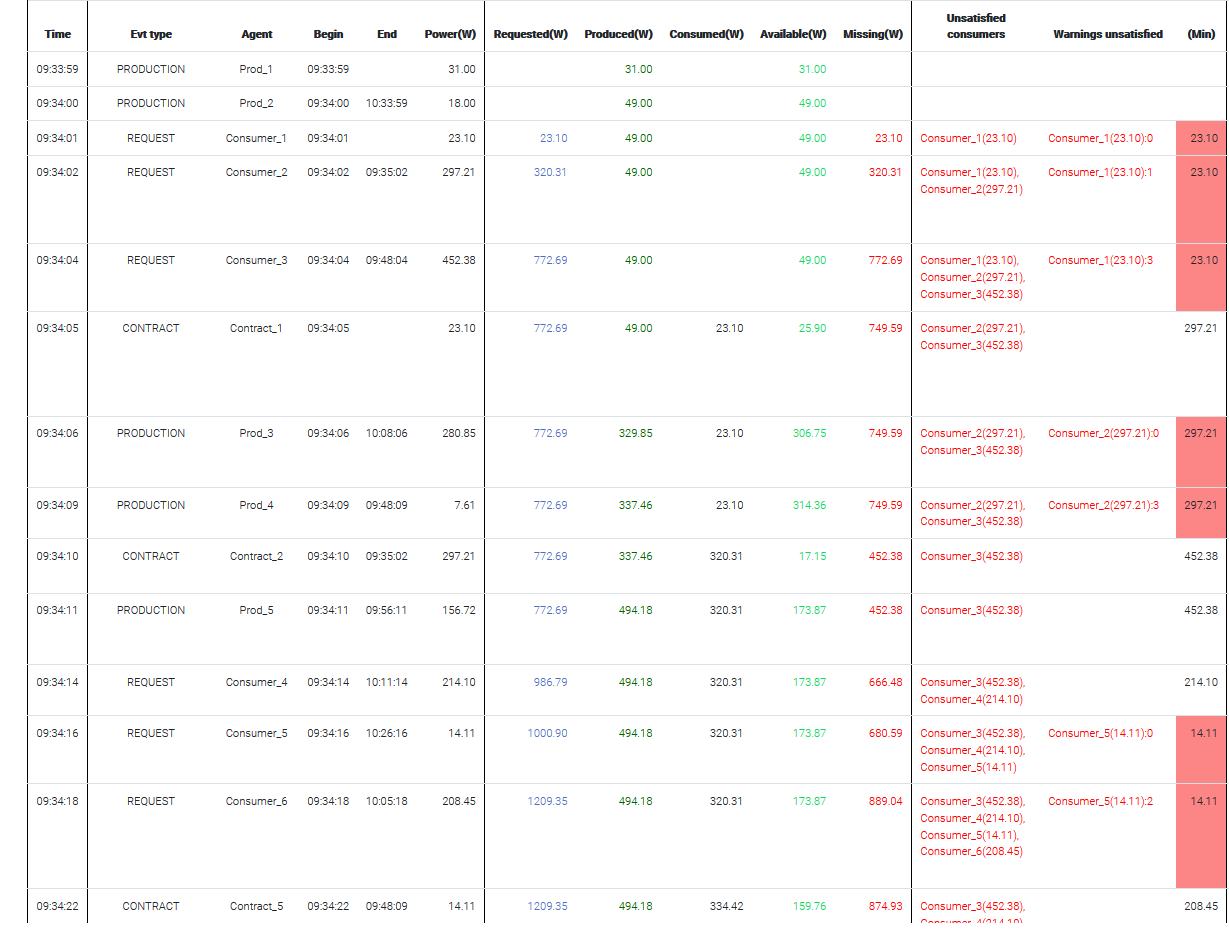 Time Evt type Agent Begin End Power(W) Requested(W) Produced(W) Consumed(W) Available(W) Missing(W) Unsatisfied consumers Warnings unsatisfied (Min)
09:33:59 PRODUCTION Prod_1 09:33:59 31.00 31.00 31.00
09:34:00 PRODUCTION Prod_2 09:34:00 10:33:59 18.00 49.00 49.00
09:34:01 REQUEST Consumer_1 09:34:01 23.10 23.10 49.00 49.00 23.10 Consumer_1(23.10) Consumer_1(23.10):0 23.10
09:34:02 REQUEST Consumer_2 09:34:02 09:35:02 297.21 320.31 49.00 49.00 320.31 Consumer_1(23.10), Consumer_1(23.10):1 23.10
Consumer_2(297.21)
09:34:04 REQUEST Consumer_3 09:34:04 09:48:04 452.38 772.69 49.00 49.00 772.69 Consumer_1(23.10), Consumer_1(23.10):3 23.10
Consumer_2(297.21),
Consumer_3(452.38)
09:34:05 CONTRACT Contract_1 09:34:05 23.10 772.69 49.00 23.10 25.90 749.59 Consumer_2(297.21), 297.21
Consumer_3(452.38)
09:34:06 PRODUCTION Prod_3 09:34:06 10:08:06 280.85 772.69 329.85 23.10 306.75 749.59 Consumer_2(297.21), Consumer_2(297.21):0 297.21
Consumer_3(452.38)
09:34:09 PRODUCTION Prod_4 09:34:09 09:48:09 7.61 772.69 337.46 23.10 314.36 749.59 Consumer_2(297.21), Consumer_2(297.21):3 297.21
Consumer_3(452.38)
09:34:10 CONTRACT Contract_2 09:34:10 09:35:02 297.21 772.69 337.46 320.31 17.15 452.38 Consumer_3(452.38) 452.38
09:34:11 PRODUCTION Prod_5 09:34:11 09:56:11 156.72 772.69 494.18 320.31 173.87 452.38 Consumer_3(452.38) 452.38
09:34:14 REQUEST Consumer_4 09:34:14 10:11:14 214.10 986.79 494.18 320.31 173.87 666.48 Consumer_3(452.38), 214.10
Consumer_4(214.10)
09:34:16 REQUEST Consumer_5 09:34:16 10:26:16 14.11 1000.90 494.18 320.31 173.87 680.59 Consumer_3(452.38), Consumer_5(14.11):0 14.11
Consumer_4(214.10),
Consumer_5(14.11)
09:34:18 REQUEST Consumer_6 09:34:18 10:05:18 208.45 1209.35 494.18 320.31 173.87 889.04 Consumer_3(452.38), Consumer_5(14.11):2 14.11
Consumer_4(214.10),
Consumer_5(14.11),
Consumer_6(208.45)
09:34:22 CONTRACT Contract_5 09:34:22 09:48:09 14.11 1209.35 494.18 334.42 159.76 874.93 Consumer_3(452.38), 208.45
Consumer_4(214.10)